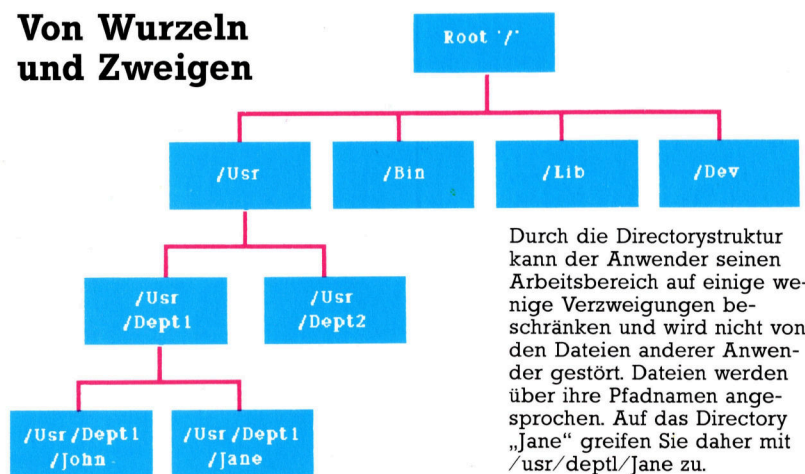 Von Wurzeln
und Zweigen
Root '/'
/Usr
/Bin
/Lib
/Dev
/Usr
/Dept1
/Usr
/Dept2
/Usr/Dept1
/John
/Usr/Dept1
/Jane
Durch die Directorystruktur
kann der Anwender seinen
Arbeitsbereich auf einige we-
nige Verzweigungen be-
schränken und wird nicht von
den Dateien anderer Anwen-
der gestört. Dateien werden
über ihre Pfadnamen ange-
sprochen. Auf das Directory
„Jane“ greifen Sie daher mit
/usr/deptl/Jane zu.